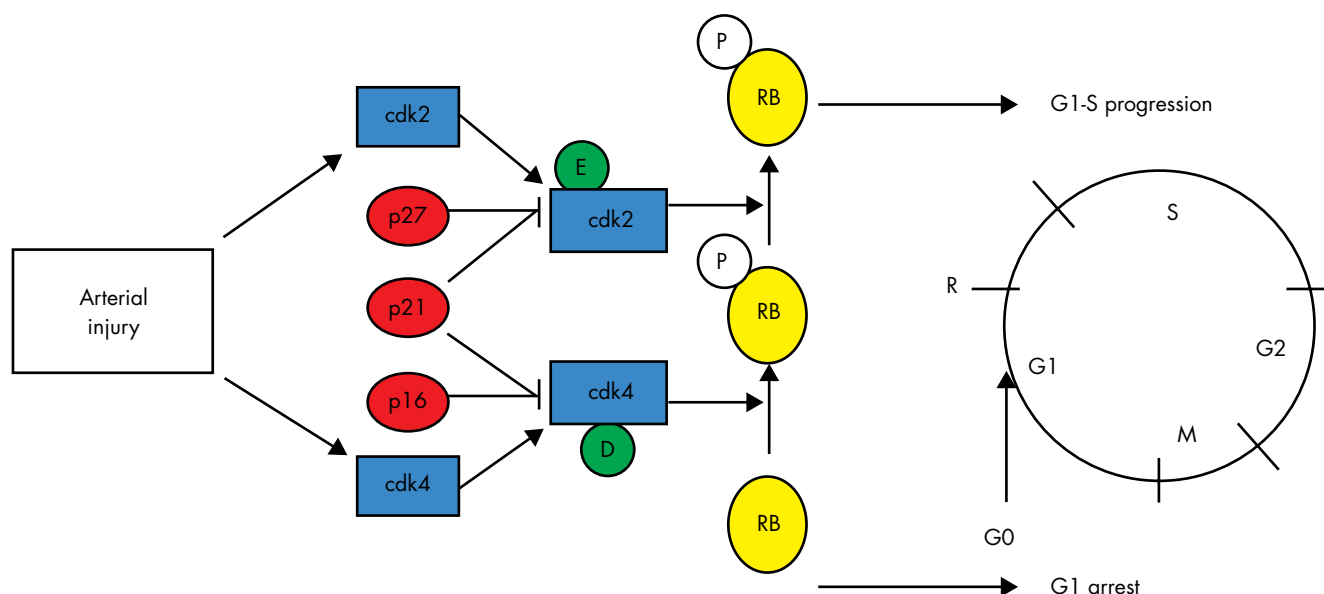 P
RB
G1-S progression
cdk2
E
p27
cdk2
S
P
RB
R
Arterial
injury
p21
G1
G2
cdk4
p16
D
M
cdk4
RB
G0
G1 arrest